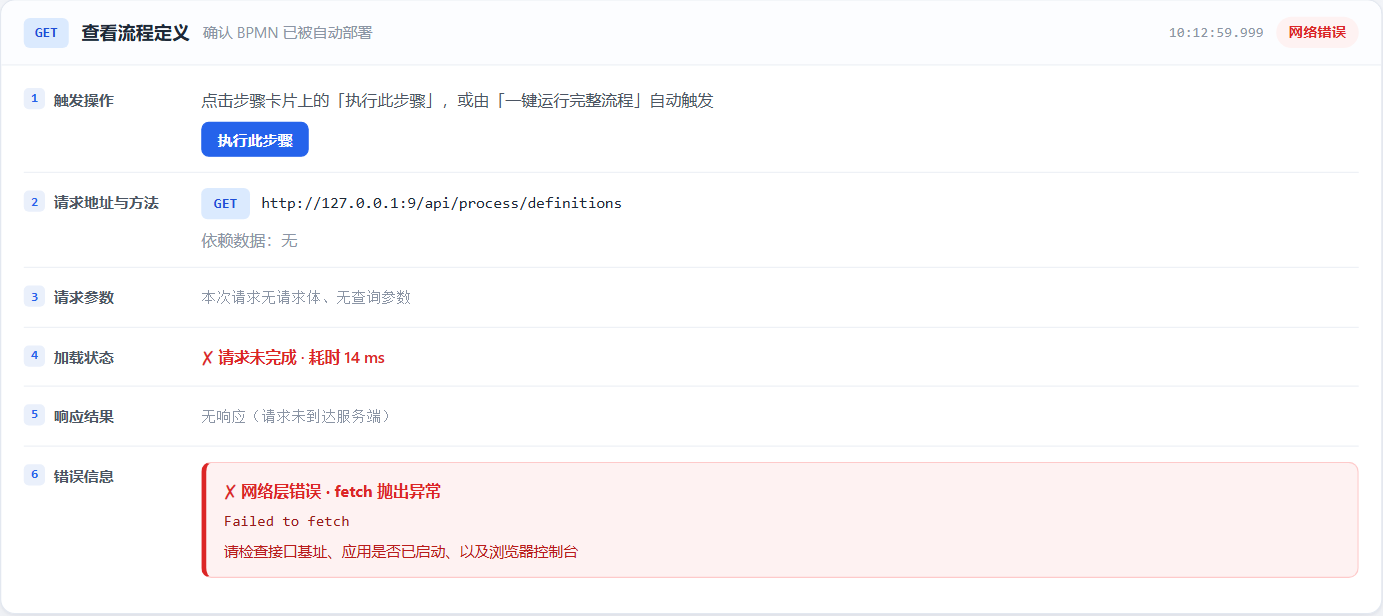 GET 查看流程定义 确认 BPMN 已被自动部署 10:12:59.999 网络错误
1 触发操作 点击步骤卡片上的「执行此步骤」，或由「一键运行完整流程」自动触发
执行此步骤
2 请求地址与方法 GET http://127.0.0.1:9/api/process/definitions
依赖数据：无
3 请求参数 本次请求无请求体、无查询参数
4 加载状态 ✗ 请求未完成 · 耗时 14 ms
5 响应结果 无响应（请求未到达服务端）
6 错误信息 ✗ 网络层错误 · fetch 抛出异常
Failed to fetch
请检查接口基址、应用是否已启动、以及浏览器控制台